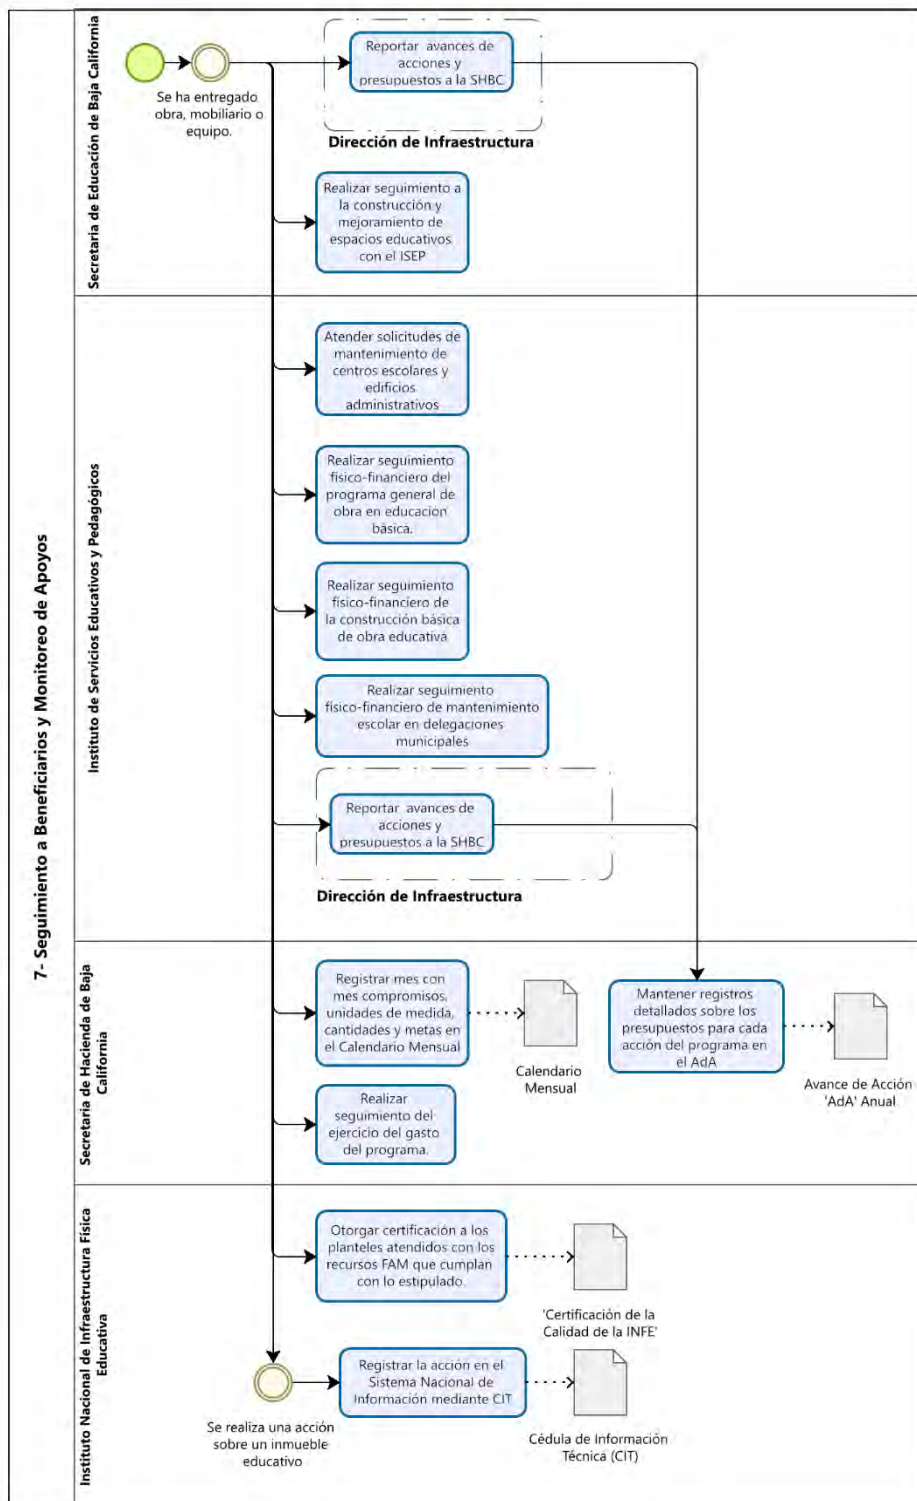 7- Seguimiento a Beneficiarios y Monitoreo de Apoyos
Secretaria de Educación de Baja California
Se ha entregado
obra, mobiliario o
equipo.
Reportar avances de
acciones y
presupuestos a la SHBC
Dirección de Infraestructura
Realizar seguimiento a
la construcción y
mejoramiento de
espacios educativos
con el ISEP
Instituto de Servicios Educativos y Pedagógicos
Atender solicitudes de
mantenimiento de
centros escolares y
edificios
administrativos
Realizar seguimiento
físico-financiero del
programa general de
obra en educación
básica.
Realizar seguimiento
físico-financiero de
la construcción básica
de obra educativa
Realizar seguimiento
físico-financiero de mantenimiento
escolar en delegaciones
municipales
Reportar avances de
acciones y
presupuestos a la SHBC
Dirección de Infraestructura
Secretaria de Hacienda de Baja
California
Registrar mes con
mes compromisos,
unidades de medida,
cantidades y metas en
el Calendario Mensual
Calendario
Mensual
Mantener registros
detallados sobre los
presupuestos para cada
acción del programa en
el AdA
Avance de Acción
'AdA' Anual
Realizar
seguimiento del
ejercicio del gasto
del programa.
Instituto Nacional de Infraestructura Física
Educativa
Otorgar certificación a los
planteles atendidos con los
recursos FAM que cumplan
con lo estipulado.
'Certificación de la
Calidad de la INFE'
Se realiza una acción
sobre un inmueble
educativo
Registrar la acción en el
Sistema Nacional de
Información mediante CIT
Cédula de Información
Técnica (CIT)